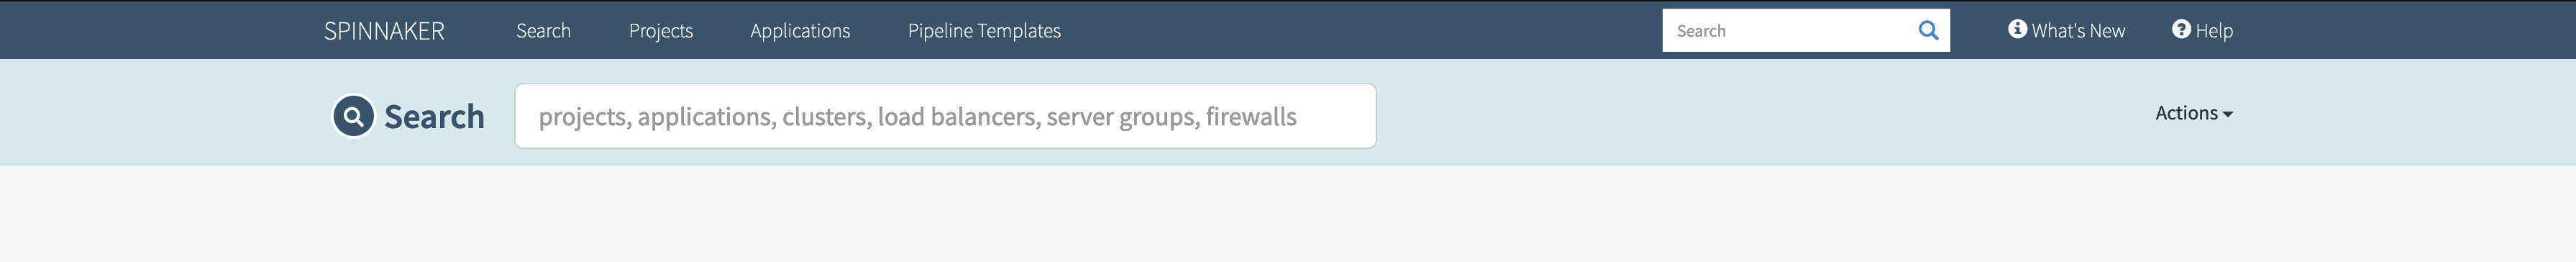 SPINNAKER Search Projects Applications Pipeline Templates Search What's New Help
Search projects, applications, clusters, load balancers, server groups, firewalls Actions